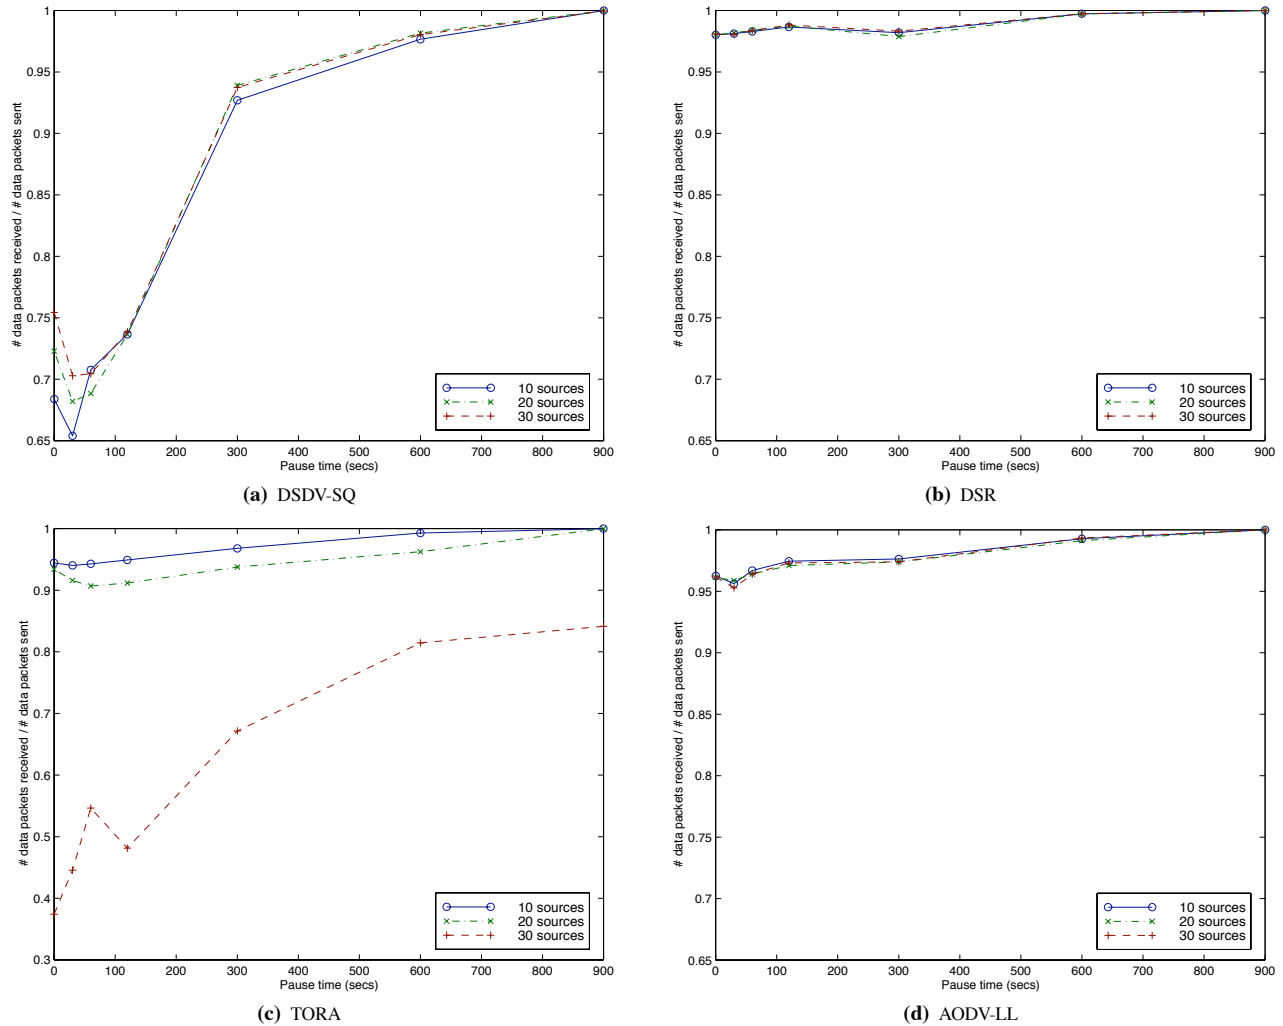 1
0.95
0.9
0.85
0.8
0.75
0.7
0.65
# data packets received / # data packets sent
0 100 200 300 400 500 600 700 800 900
Pause time (secs)
10 sources
20 sources
30 sources
(a) DSDV-SQ
1
0.95
0.9
0.85
0.8
0.75
0.7
0.65
# data packets received / # data packets sent
0 100 200 300 400 500 600 700 800 900
Pause time (secs)
10 sources
20 sources
30 sources
(b) DSR
1
0.9
0.8
0.7
0.6
0.5
0.4
0.3
# data packets received / # data packets sent
0 100 200 300 400 500 600 700 800 900
Pause time (secs)
10 sources
20 sources
30 sources
(c) TORA
1
0.95
0.9
0.85
0.8
0.75
0.7
0.65
# data packets received / # data packets sent
0 100 200 300 400 500 600 700 800 900
Pause time (secs)
10 sources
20 sources
30 sources
(d) AODV-LL